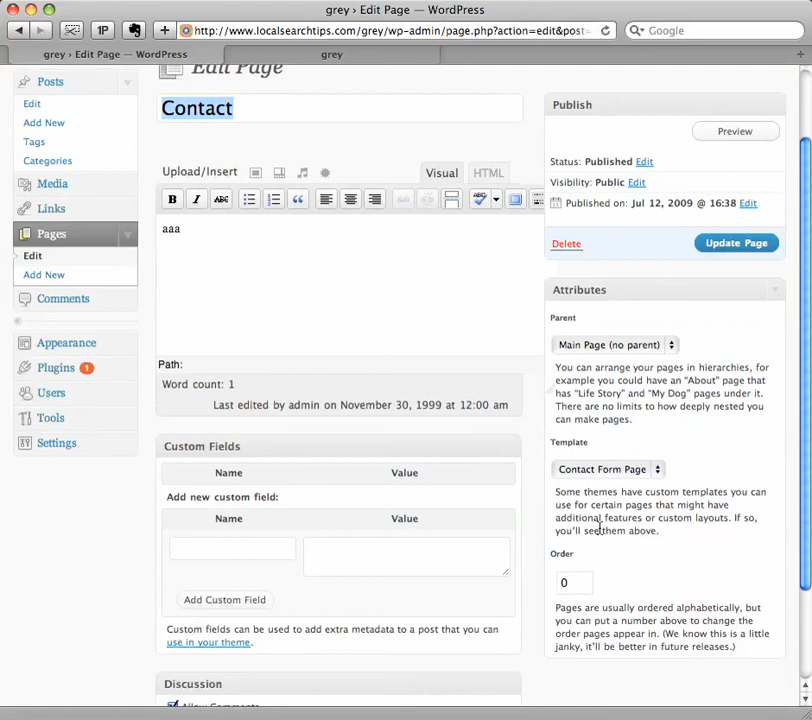 grey › Edit Page — WordPress
1P
http://www.localsearchtips.com/grey/wp-admin/page.php?action=edit&post=
Google
grey › Edit Page — WordPress
grey
Posts
Edit
Add New
Tags
Categories
Media
Links
Pages
Edit
Add New
Comments
Appearance
Plugins 1
Users
Tools
Settings
Edit Page
Contact
Upload/Insert
Visual
HTML
B I ABC
ABC
aaa
Path:
Word count: 1
Last edited by admin on November 30, 1999 at 12:00 am
Custom Fields
Name Value
Add new custom field:
Name Value
Add Custom Field
Custom fields can be used to add extra metadata to a post that you can
use in your theme.
Discussion
Allow Comments
Publish
Preview
Status: Published Edit
Visibility: Public Edit
Published on: Jul 12, 2009 @ 16:38 Edit
Delete
Update Page
Attributes
Parent
Main Page (no parent)
You can arrange your pages in hierarchies, for
example you could have an “About” page that
has “Life Story” and “My Dog” pages under it.
There are no limits to how deeply nested you
can make pages.
Template
Contact Form Page
Some themes have custom templates you can
use for certain pages that might have
additional features or custom layouts. If so,
you’ll see them above.
Order
0
Pages are usually ordered alphabetically, but
you can put a number above to change the
order pages appear in. (We know this is a little
janky, it’ll be better in future releases.)